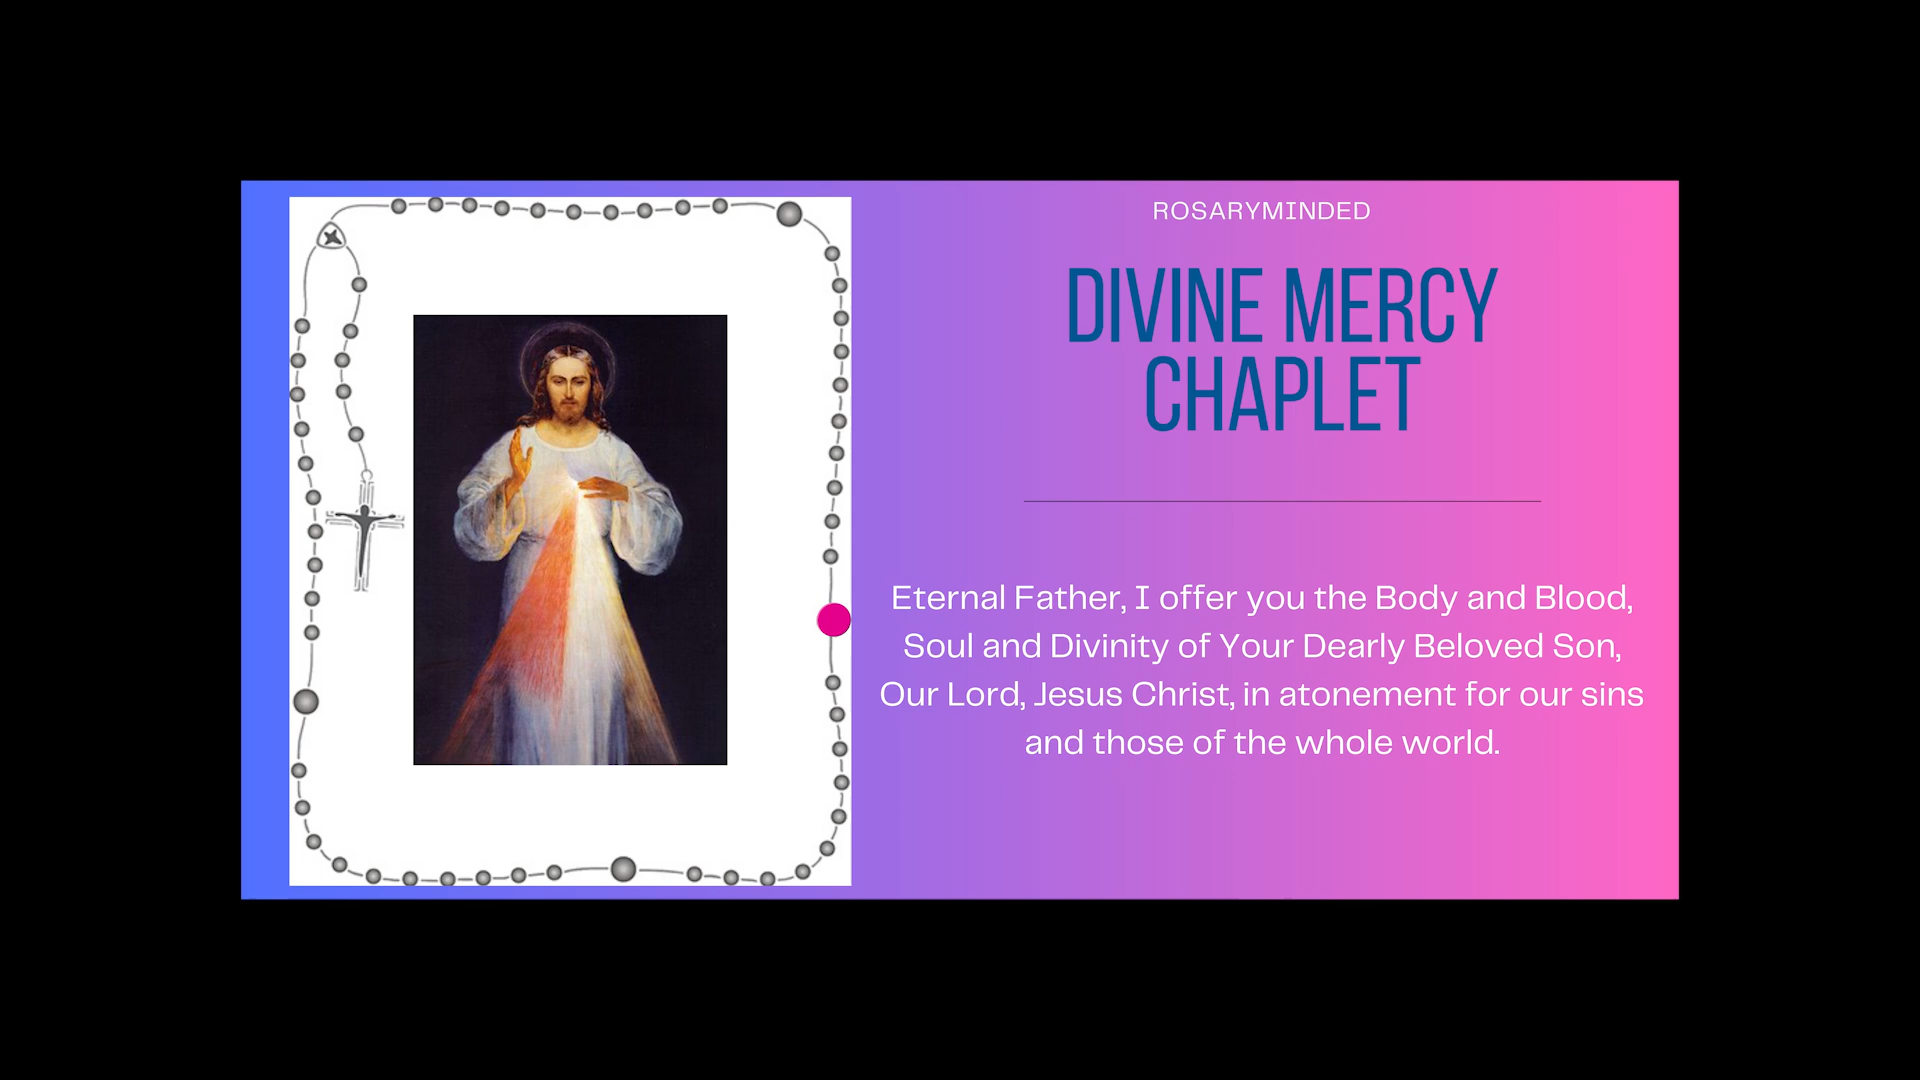 ROSARYMINDED
DIVINE MERCY
CHAPLET
Eternal Father, I offer you the Body and Blood,
Soul and Divinity of Your Dearly Beloved Son,
Our Lord, Jesus Christ, in atonement for our sins
and those of the whole world.